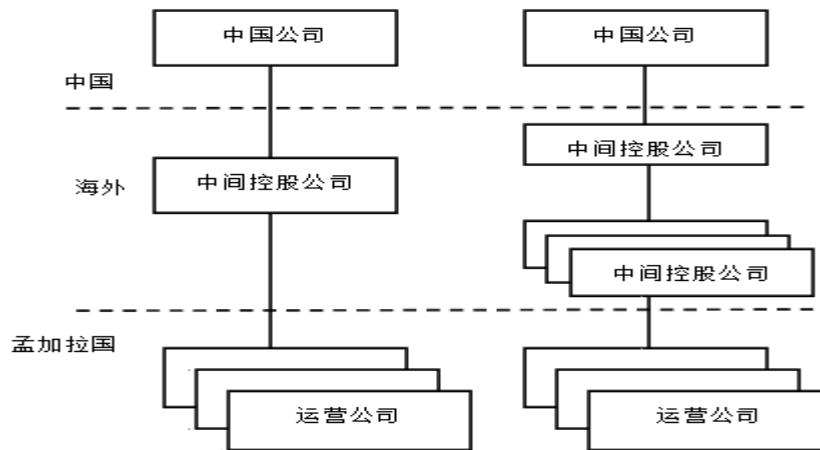 中国公司
中国公司
中国
中间控股公司
海外
中间控股公司
中间控股公司
孟加拉国
运营公司
运营公司